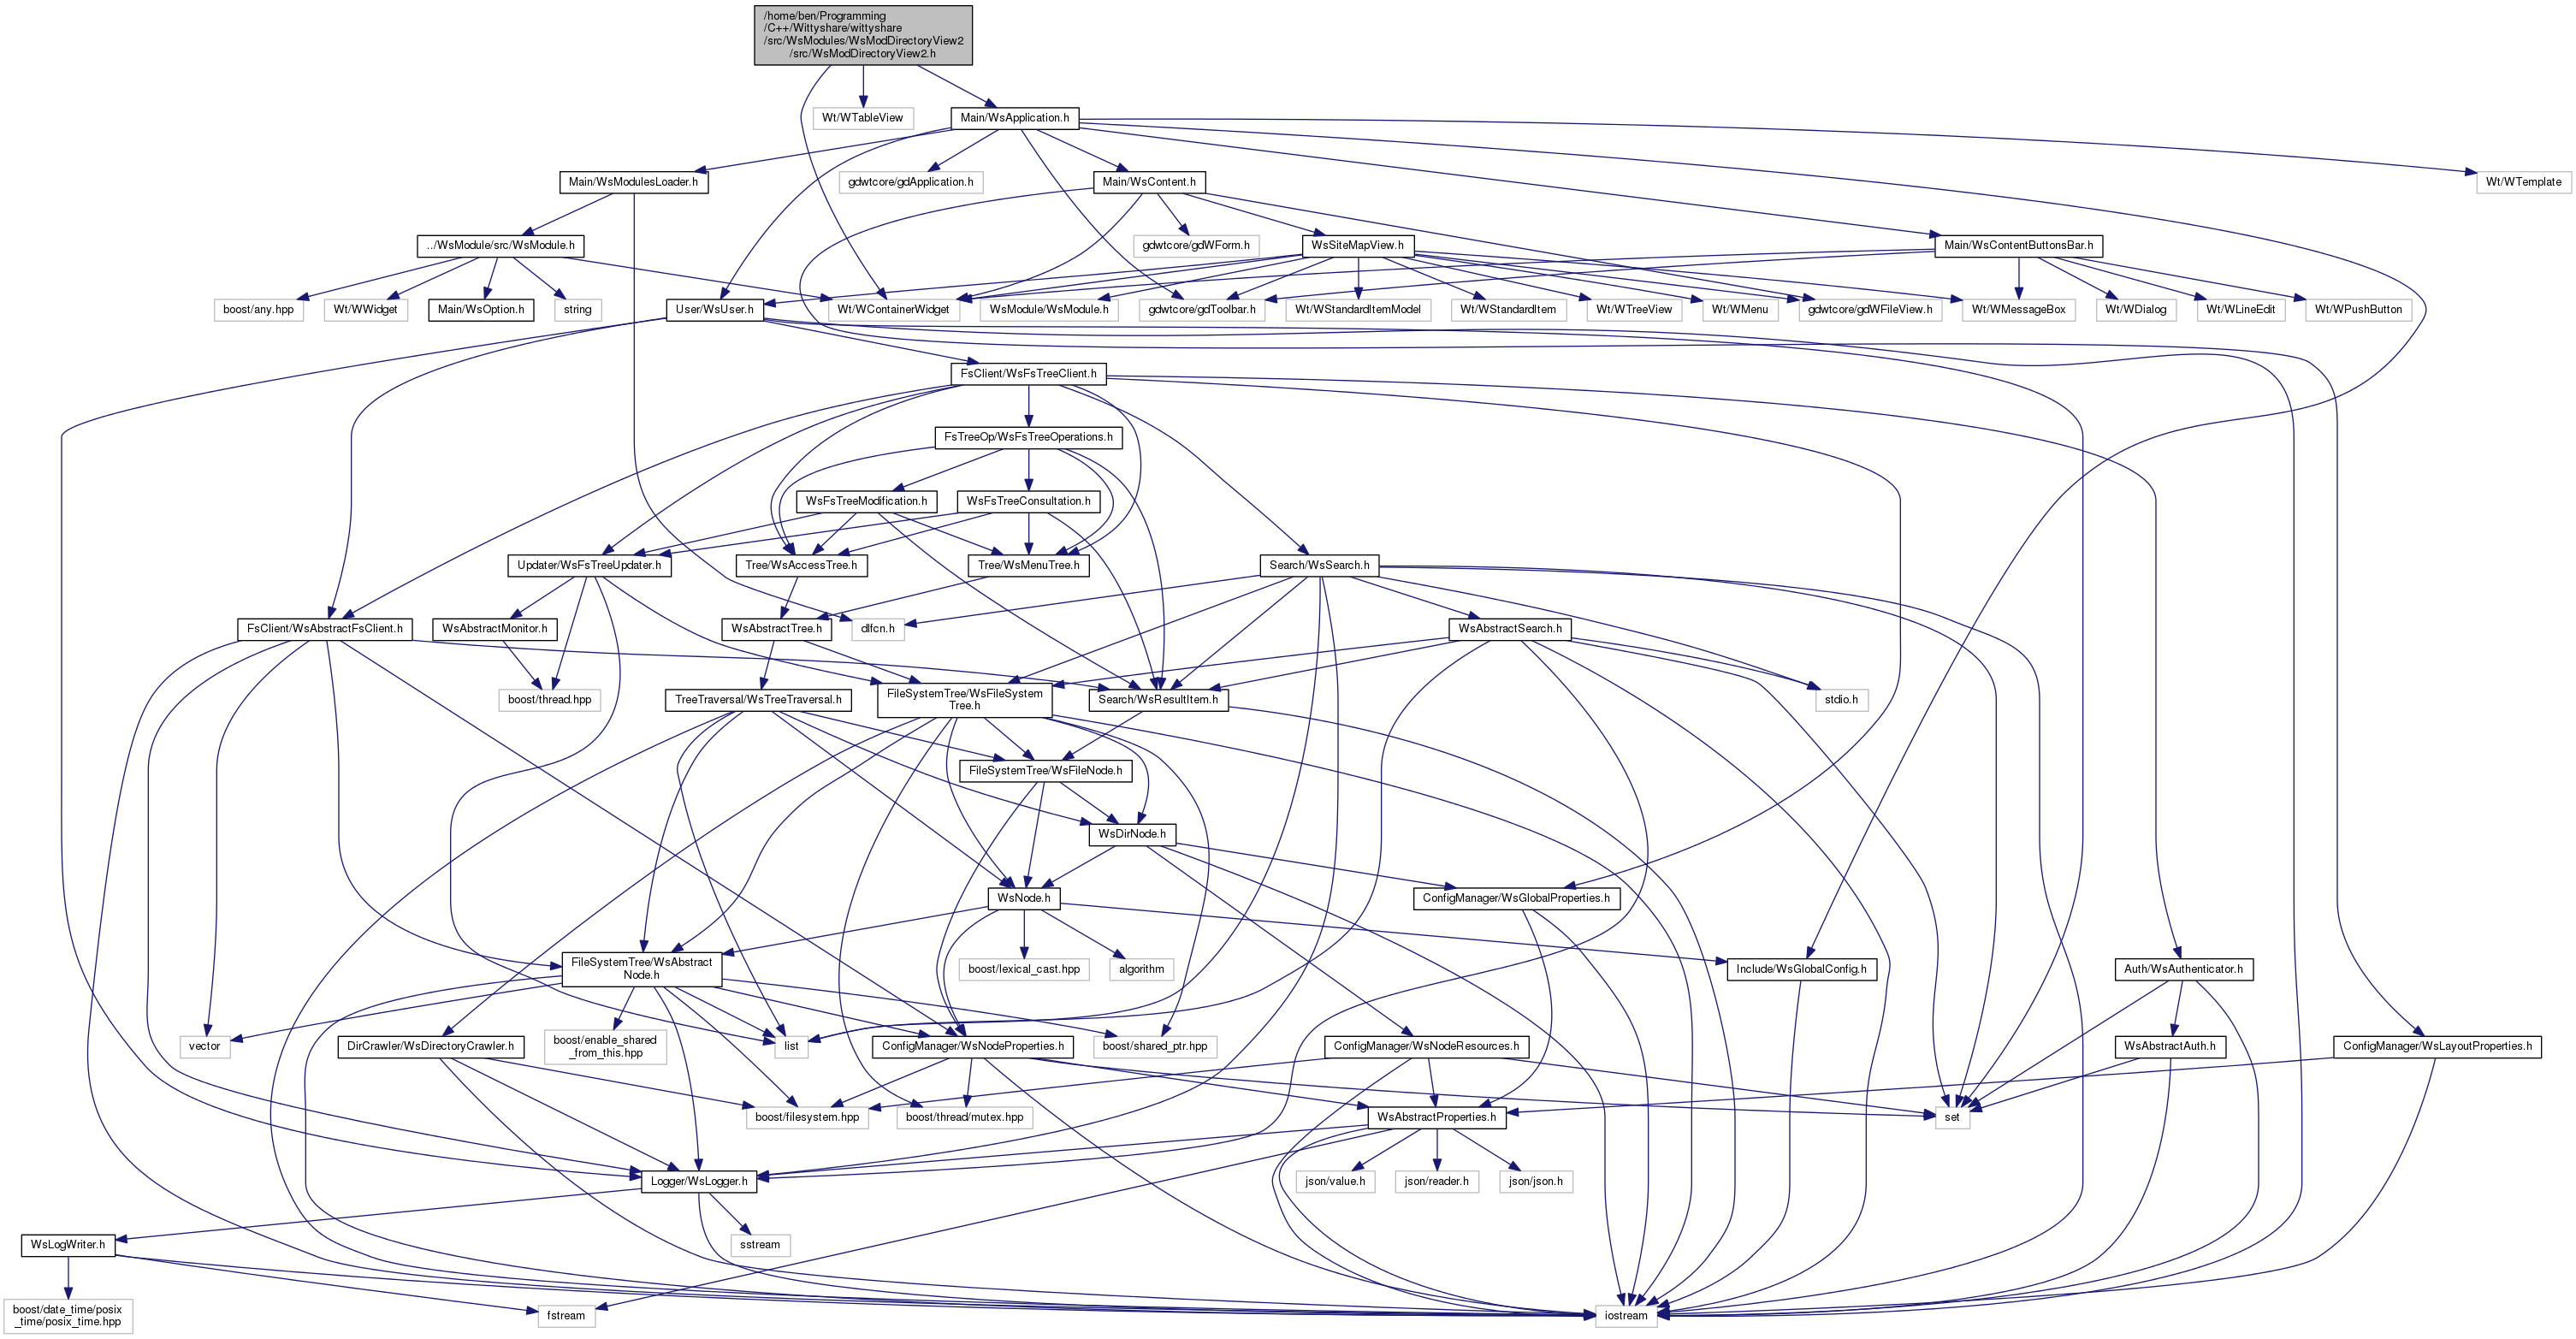 /home/ben/Programming
/C++/Wittyshare/wittyshare
/src/WsModules/WsModDirectoryView2
/src/WsModDirectoryView2.h
Wt/WTableView
Main/WsApplication.h
Main/WsModulesLoader.h
gdwtcore/gdApplication.h
Main/WsContent.h
Wt/WTemplate
../WsModule/src/WsModule.h
gdwtcore/gdWForm.h
WsSiteMapView.h
Main/WsContentButtonsBar.h
boost/any.hpp
Wt/WWidget
Main/WsOption.h
string
User/WsUser.h
Wt/WContainerWidget
WsModule/WsModule.h
gdwtcore/gdToolbar.h
Wt/WStandardItemModel
Wt/WStandardItem
Wt/WTreeView
Wt/WMenu
gdwtcore/gdWFileView.h
Wt/WMessageBox
Wt/WDialog
Wt/WLineEdit
Wt/WPushButton
FsClient/WsFsTreeClient.h
FsTreeOp/WsFsTreeOperations.h
WsFsTreeModification.h
WsFsTreeConsultation.h
Updater/WsFsTreeUpdater.h
Tree/WsAccessTree.h
Tree/WsMenuTree.h
Search/WsSearch.h
FsClient/WsAbstractFsClient.h
WsAbstractMonitor.h
WsAbstractTree.h
dlfcn.h
WsAbstractSearch.h
boost/thread.hpp
TreeTraversal/WsTreeTraversal.h
FileSystemTree/WsFileSystem
Tree.h
Search/WsResultItem.h
stdio.h
FileSystemTree/WsFileNode.h
WsDirNode.h
WsNode.h
ConfigManager/WsGlobalProperties.h
FileSystemTree/WsAbstract
Node.h
boost/lexical_cast.hpp
algorithm
Include/WsGlobalConfig.h
Auth/WsAuthenticator.h
vector
DirCrawler/WsDirectoryCrawler.h
boost/enable_shared
_from_this.hpp
list
ConfigManager/WsNodeProperties.h
boost/shared_ptr.hpp
ConfigManager/WsNodeResources.h
WsAbstractAuth.h
ConfigManager/WsLayoutProperties.h
boost/filesystem.hpp
boost/thread/mutex.hpp
WsAbstractProperties.h
set
Logger/WsLogger.h
json/value.h
json/reader.h
json/json.h
WsLogWriter.h
sstream
boost/date_time/posix
_time/posix_time.hpp
fstream
iostream